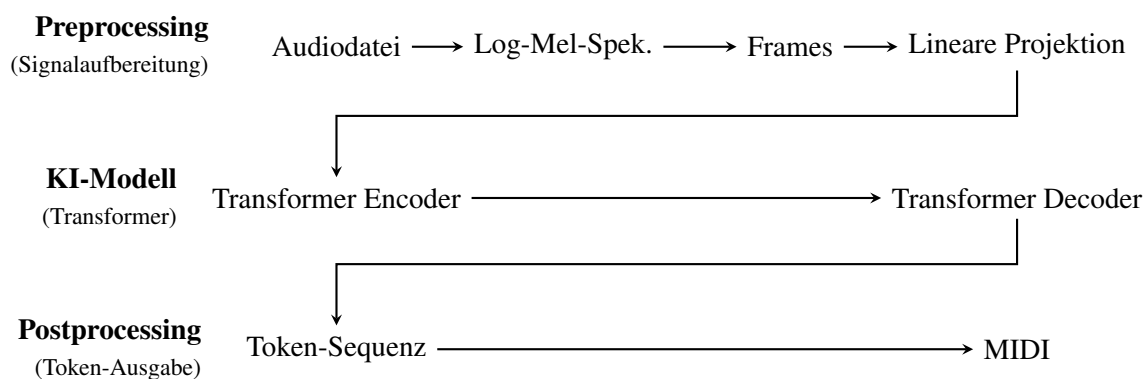 Preprocessing
(Signalaufbereitung)
Audiodatei Log-Mel-Spek. Frames Lineare Projektion
KI-Modell
(Transformer)
Transformer Encoder Transformer Decoder
Postprocessing
(Token-Ausgabe)
Token-Sequenz MIDI